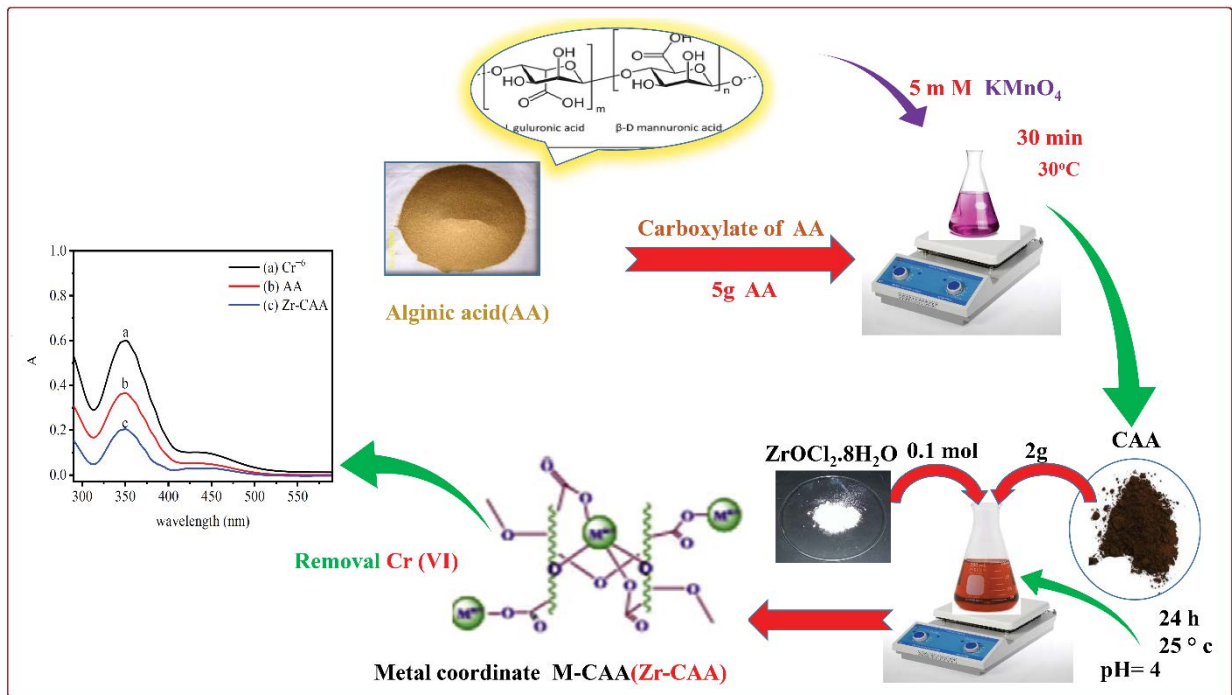 OH
OH
O
O
OH
HO
O
m
O
OH
HO
n
O
guluronic acid
β-D mannuronic acid
5 m M KMnO₄
30 min
30°C
Carboxylate of AA
5g AA
Alginic acid(AA)
1.0
0.8
0.6
0.4
0.2
0.0
A
(a) Cr⁻⁶
(b) AA
(c) Zr-CAA
a
b
c
300 350 400 450 500 550
wavelength (nm)
CAA
ZrOCl₂.8H₂O
0.1 mol
2g
24 h
25 ° c
pH= 4
Removal Cr (VI)
Metal coordinate M-CAA(Zr-CAA)